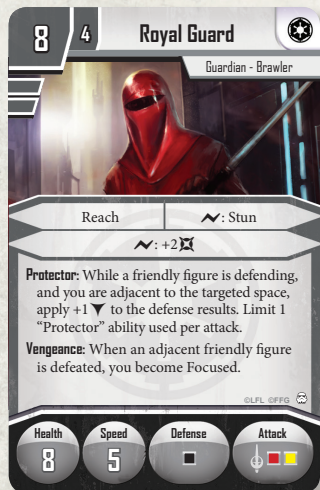 8 4 Royal Guard
Guardian - Brawler
Reach : Stun
: +2
Protector: While a friendly figure is defending,
and you are adjacent to the targeted space,
apply +1 to the defense results. Limit 1
“Protector” ability used per attack.
Vengeance: When an adjacent friendly figure
is defeated, you become Focused.
©LFL ©FFG
Health Speed Defense Attack
8 5